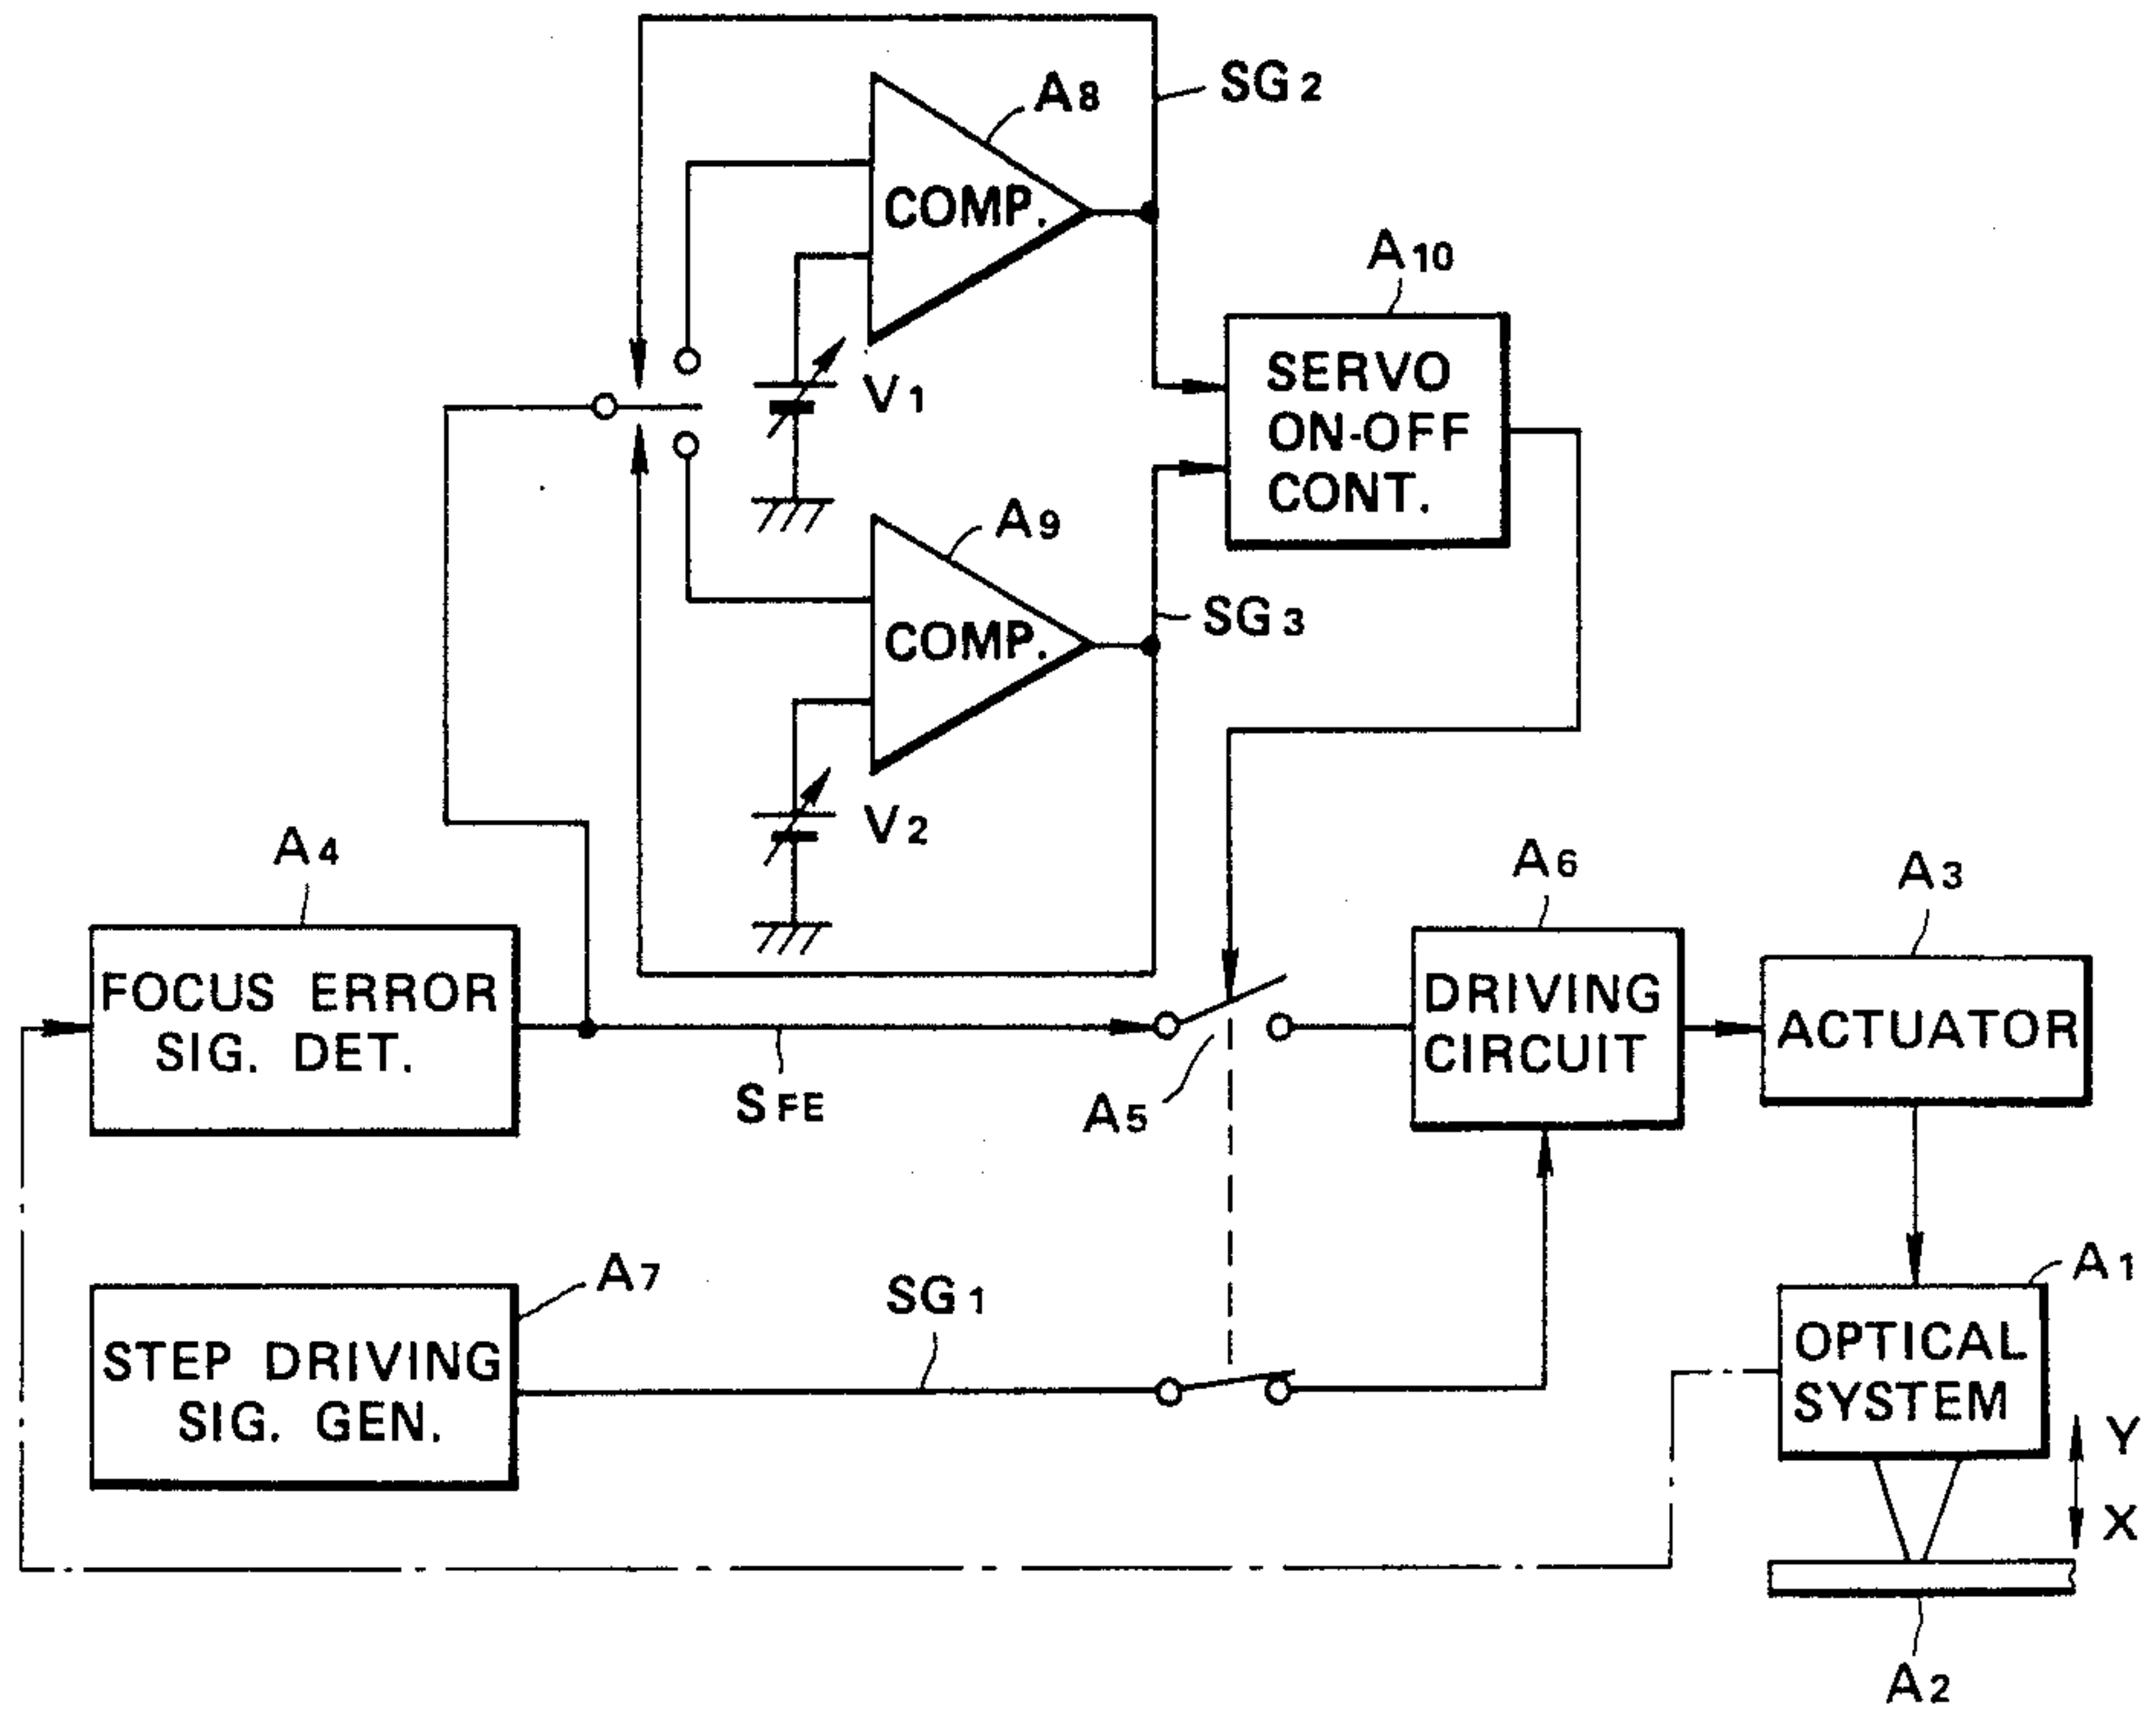 SG2
A8
COMP.
A10
V1
SERVO
ON-OFF
CONT.
A9
SG3
COMP.
V2
A4
A6
A3
FOCUS ERROR
SIG. DET.
DRIVING
CIRCUIT
ACTUATOR
SFE
A5
A7
SG1
A1
STEP DRIVING
SIG. GEN.
OPTICAL
SYSTEM
Y
X
A2